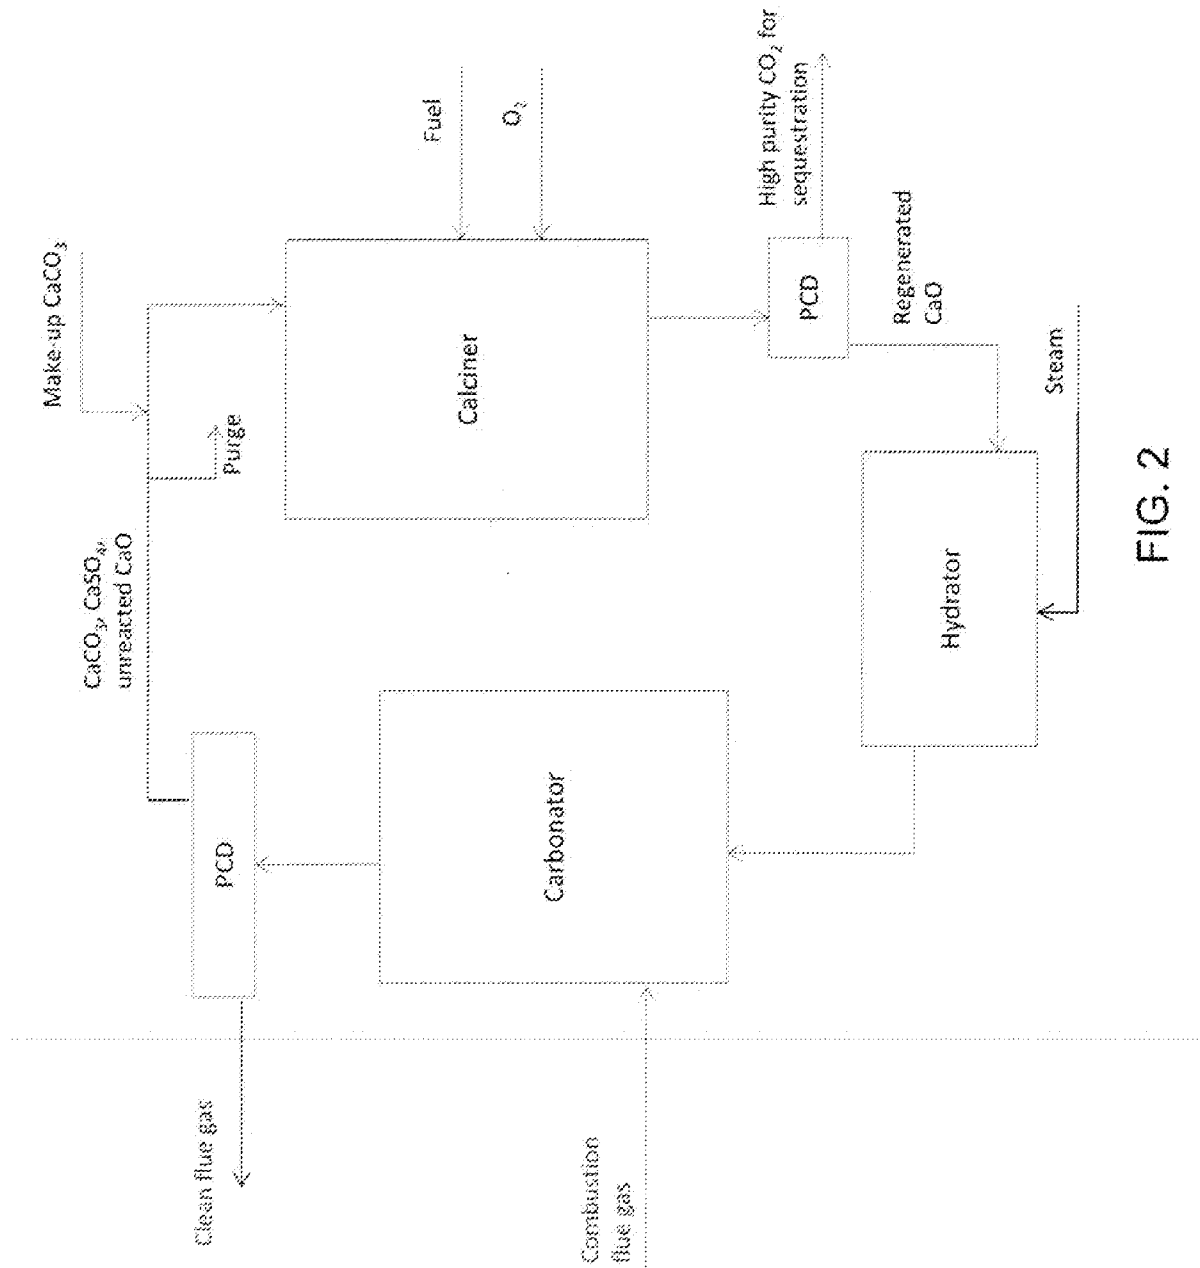 Make-up CaCO₃
CaCO₃, CaSO₄,
unreacted CaO
Clean flue gas
PCD
Purge
Fuel
Calciner
O₂
Carbonator
Combustion
flue gas
High purity CO₂ for
sequestration
PCD
Regenerated
CaO
Hydrator
Steam
FIG. 2